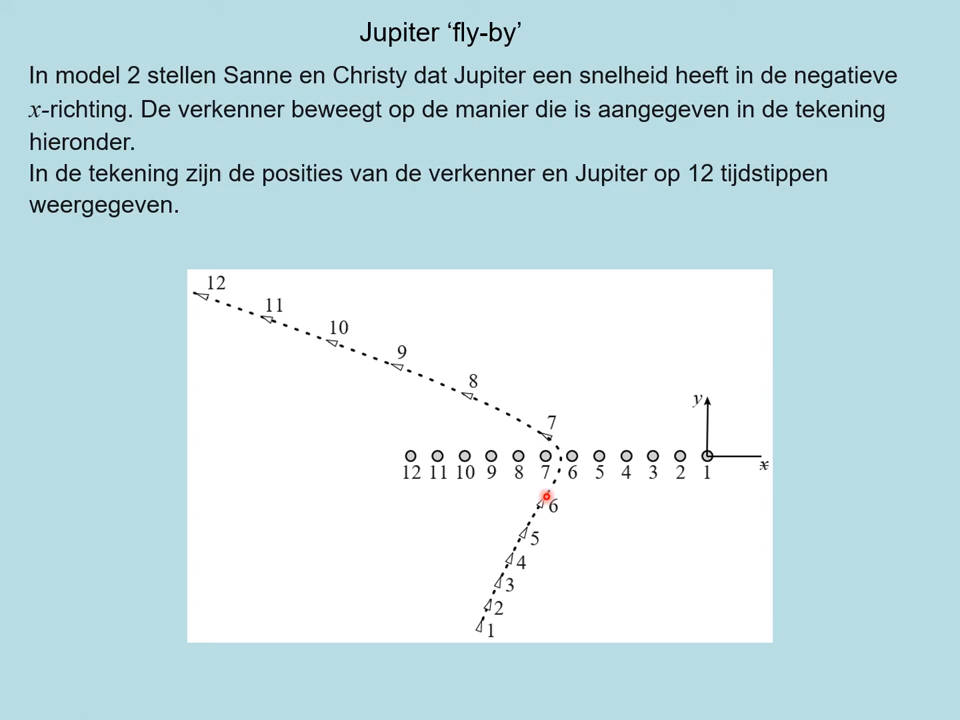 Jupiter ‘fly-by’
In model 2 stellen Sanne en Christy dat Jupiter een snelheid heeft in de negatieve
x-richting. De verkenner beweegt op de manier die is aangegeven in de tekening
hieronder.
In de tekening zijn de posities van de verkenner en Jupiter op 12 tijdstippen
weergegeven.
12
11
10
9
8
7
y
x
12 11 10 9 8 7 6 5 4 3 2 1
6
5
4
3
2
1